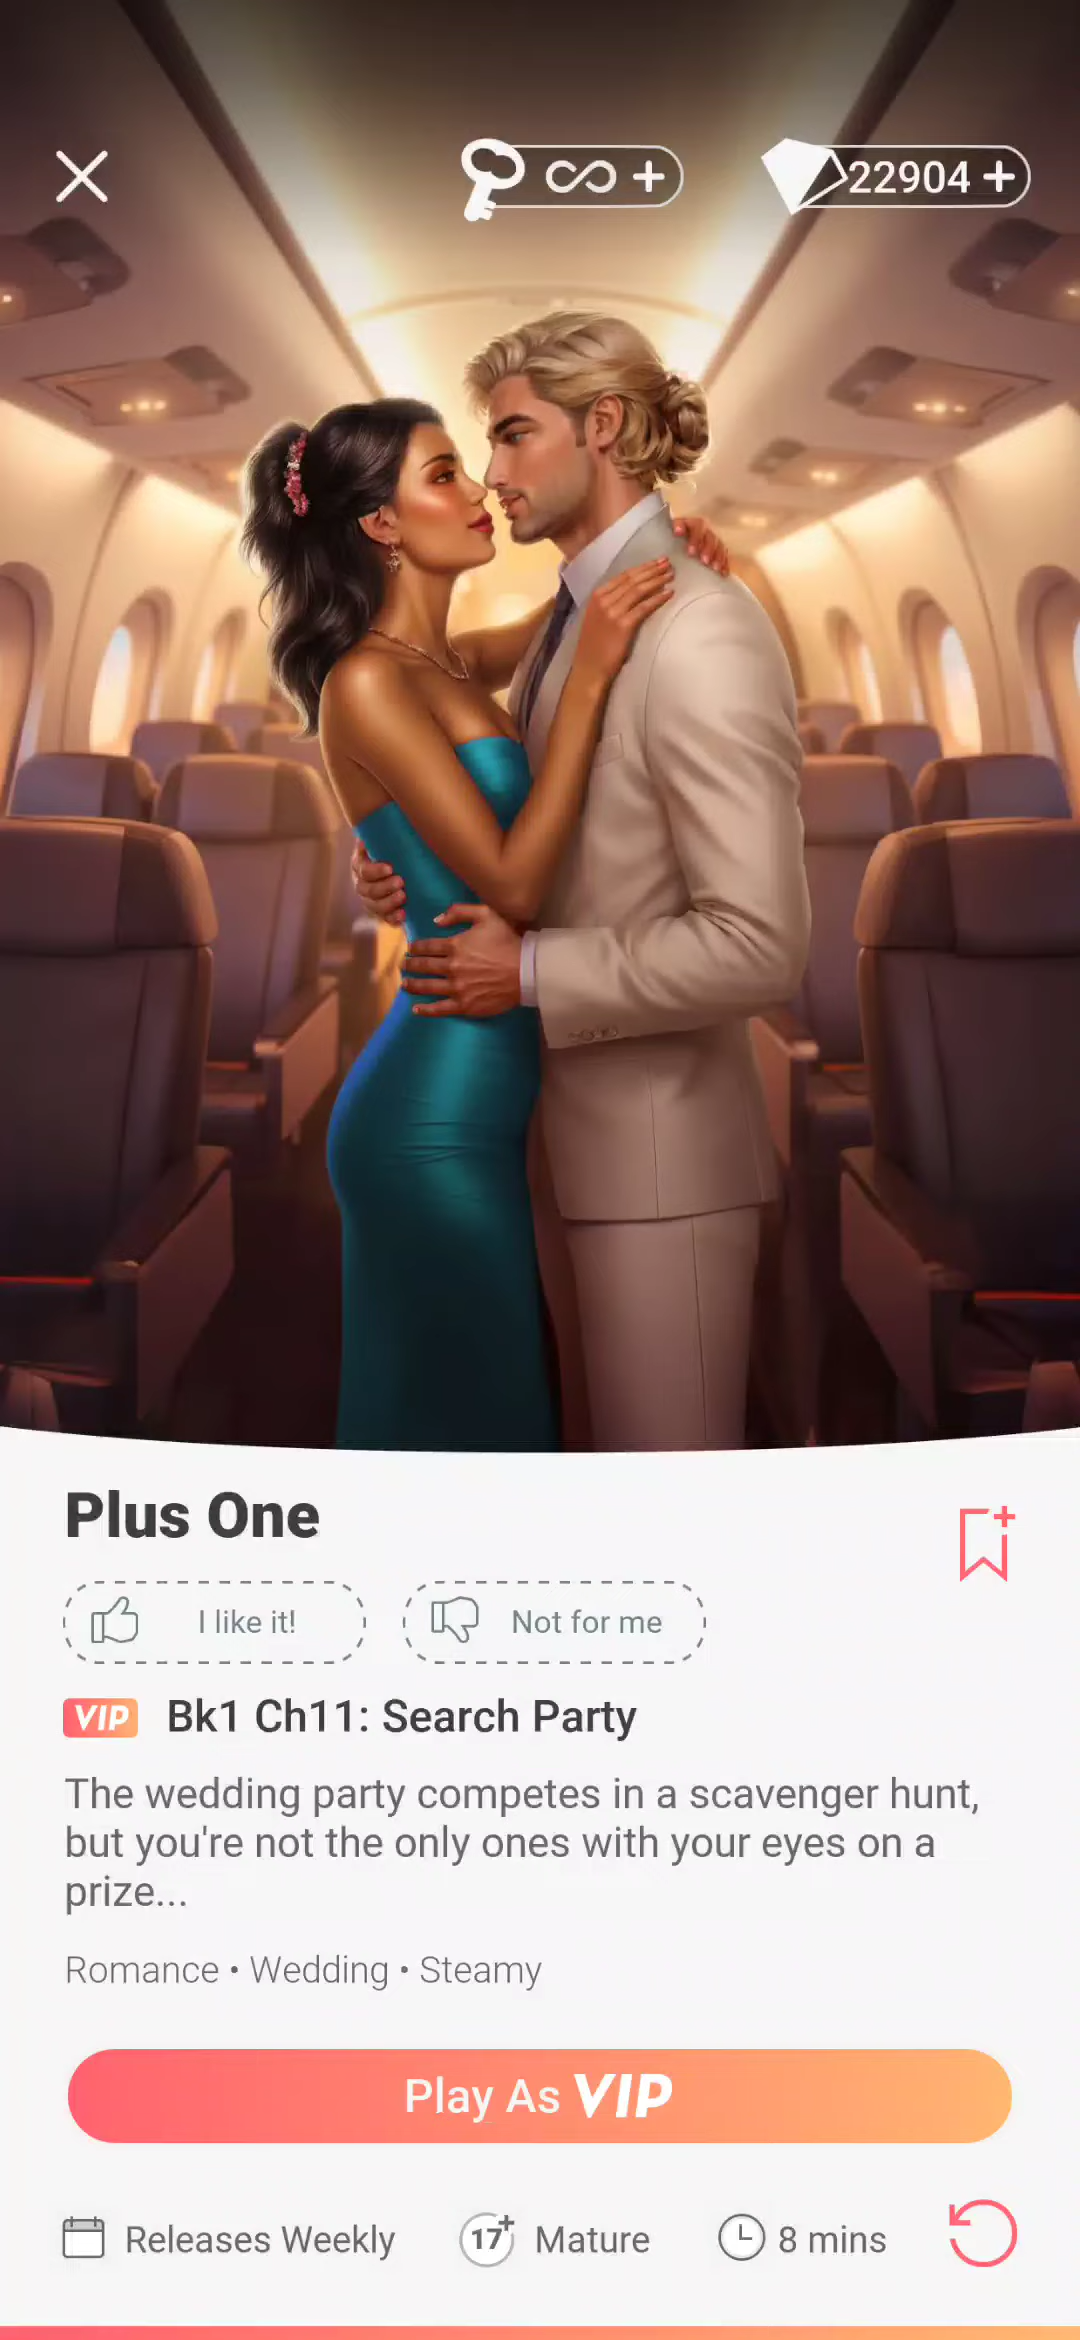 22904
Plus One
I like it!
Not for me
VIP Bk1 Ch11: Search Party
The wedding party competes in a scavenger hunt,
but you're not the only ones with your eyes on a
prize...
Romance • Wedding • Steamy
Play As VIP
Releases Weekly
17+ Mature
8 mins